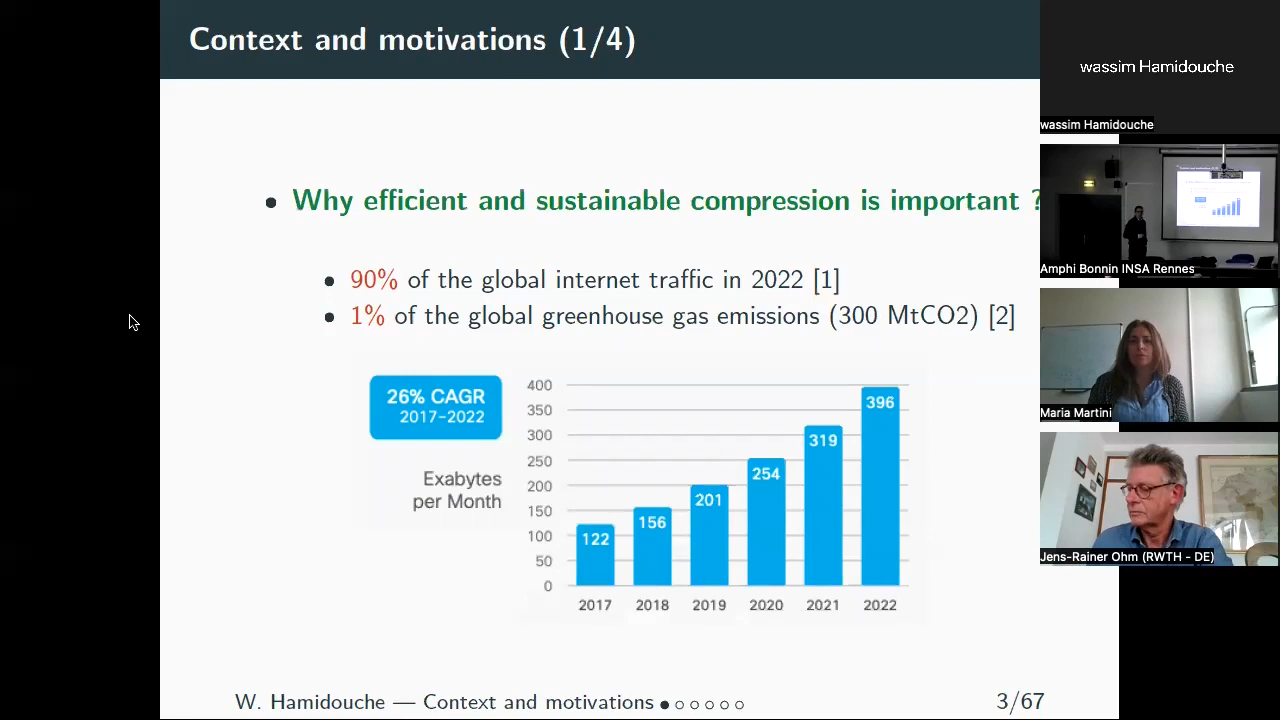 Context and motivations (1/4)
Why efficient and sustainable compression is important ?
90% of the global internet traffic in 2022 [1]
1% of the global greenhouse gas emissions (300 MtCO2) [2]
26% CAGR
2017–2022
Exabytes
per Month
400
350
300
250
200
150
100
50
0
122
156
201
254
319
396
2017 2018 2019 2020 2021 2022
W. Hamidouche — Context and motivations
3/67
wassim Hamidouche
wassim Hamidouche
Amphi Bonnin INSA Rennes
Maria Martini
Jens-Rainer Ohm (RWTH - DE)